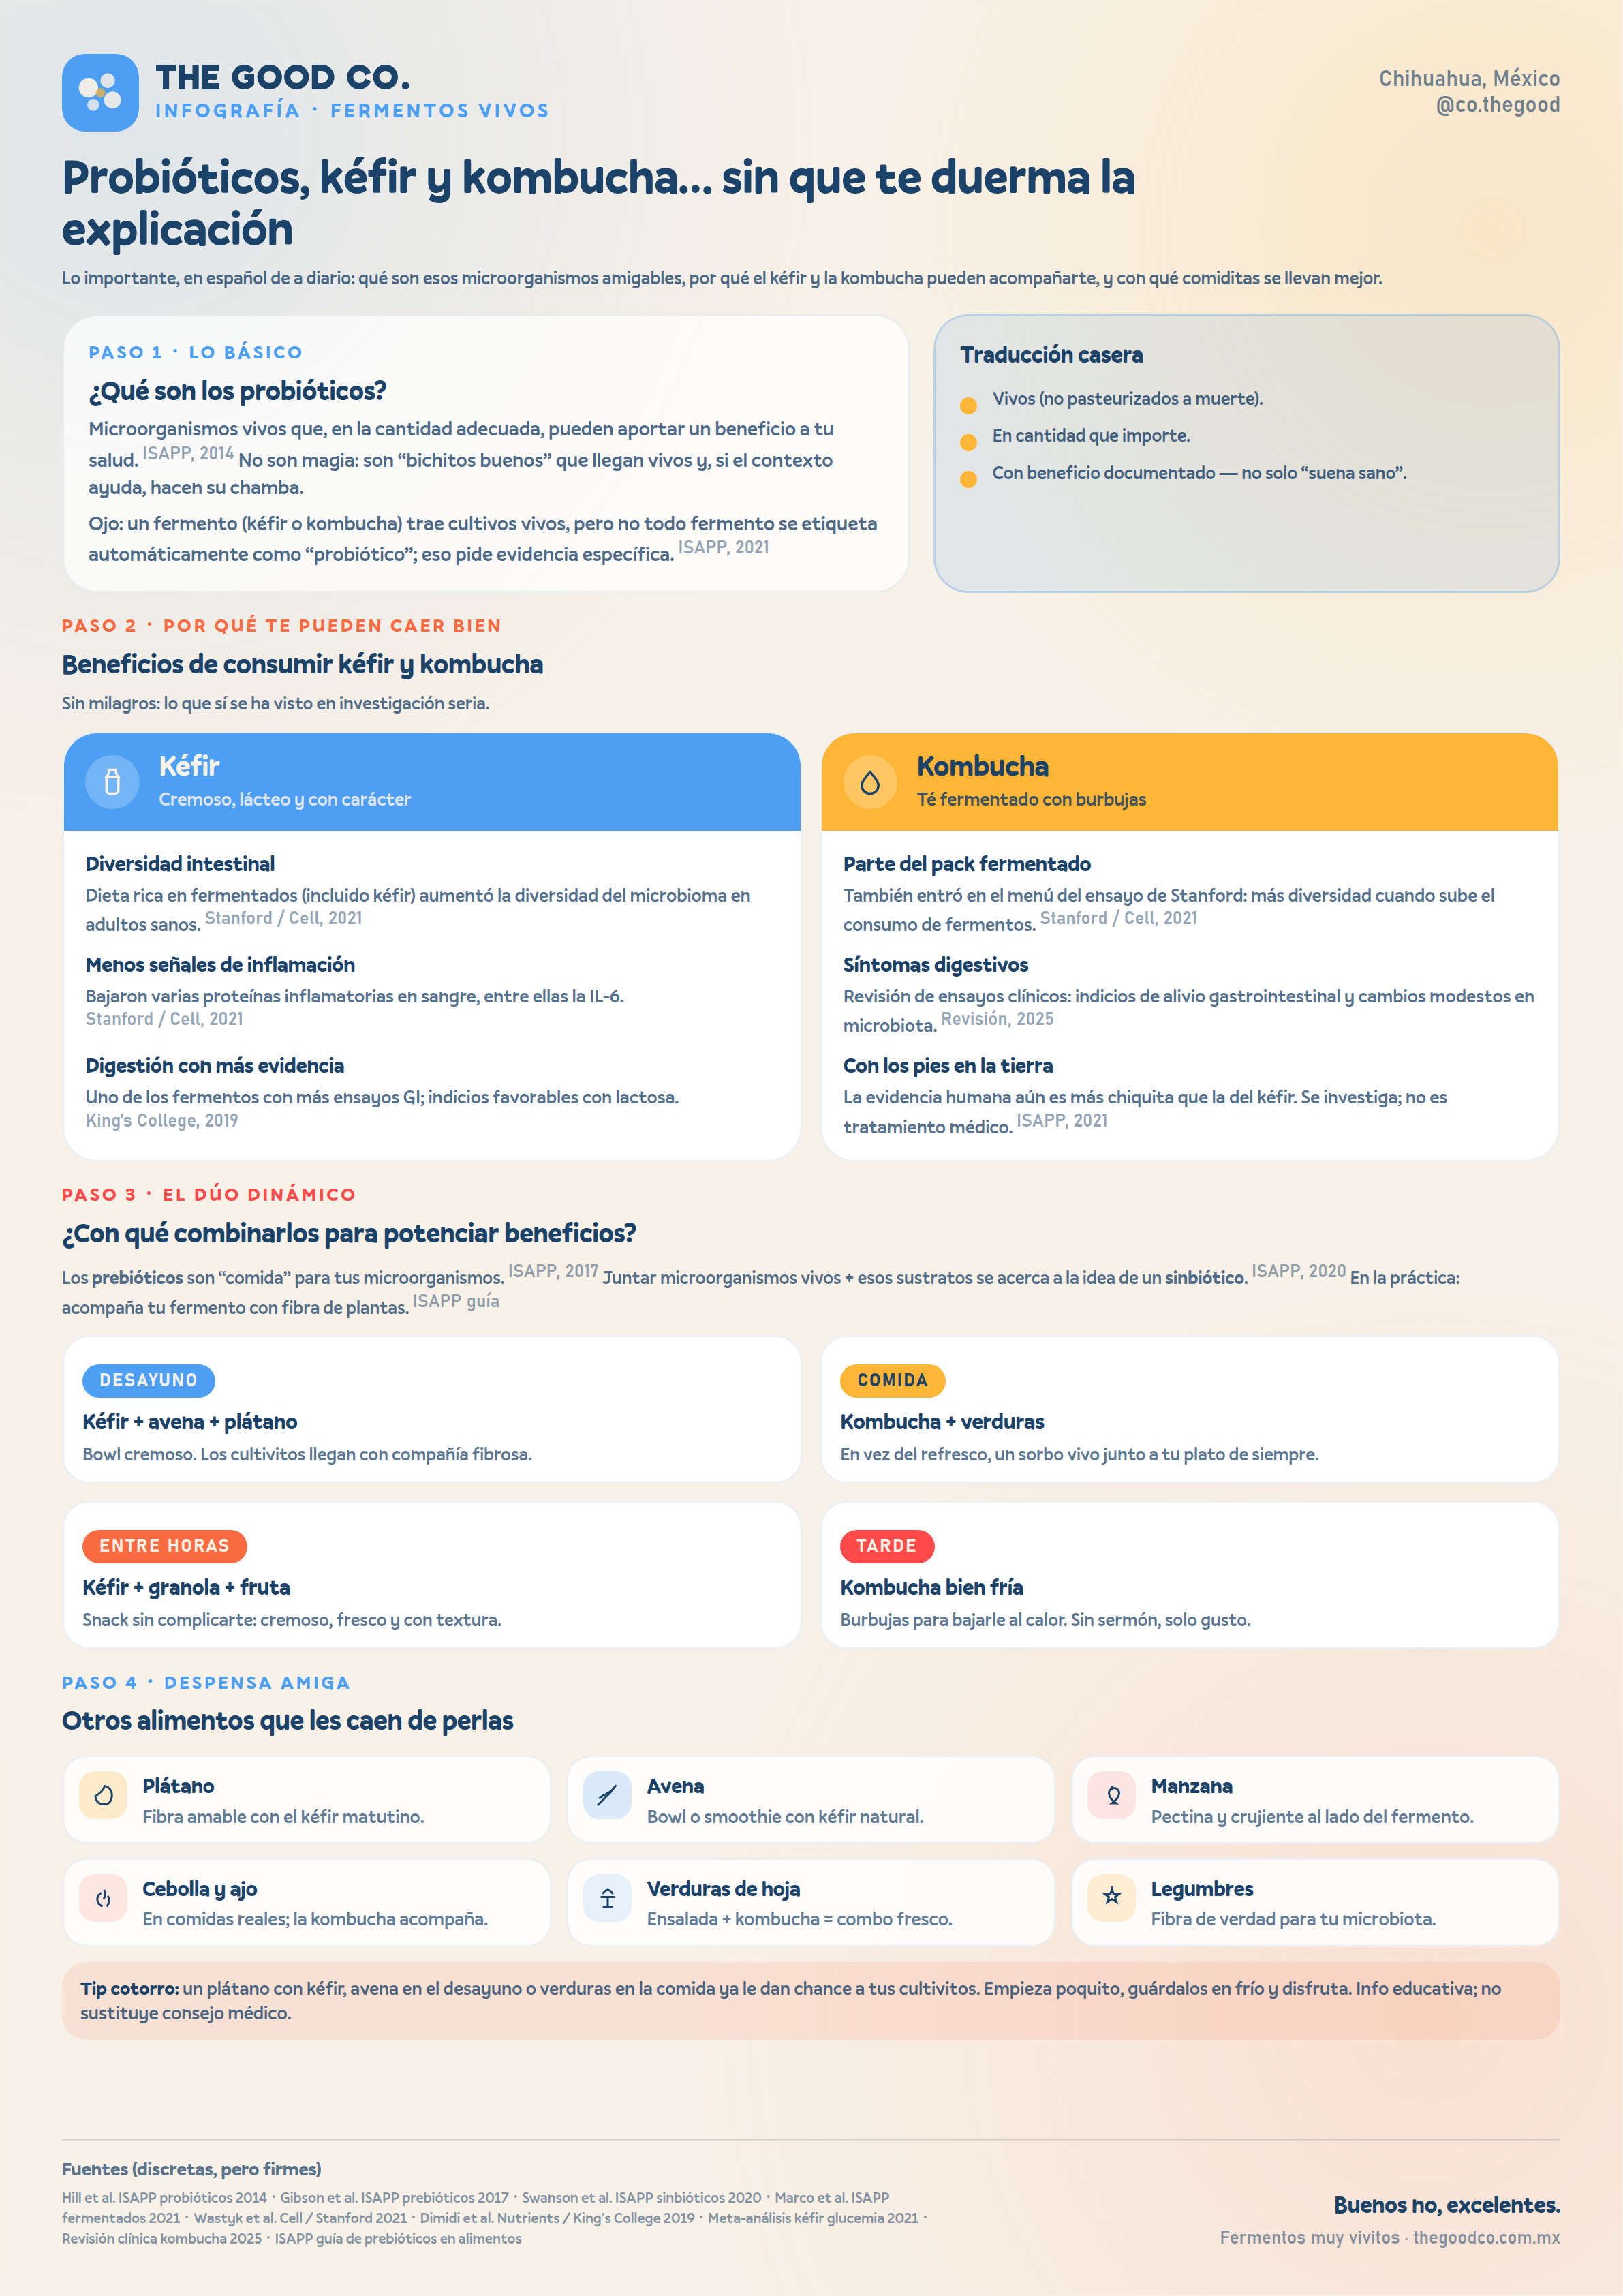 THE GOOD CO.
INFOGRAFÍA · FERMENTOS VIVOS
Chihuahua, México
@co.thegood
Probióticos, kéfir y kombucha... sin que te duerma la
explicación
Lo importante, en español de a diario: qué son esos microorganismos amigables, por qué el kéfir y la kombucha pueden acompañarte, y con qué comiditas se llevan mejor.
PASO 1 · LO BÁSICO
¿Qué son los probióticos?
Microorganismos vivos que, en la cantidad adecuada, pueden aportar un beneficio a tu
salud. ISAPP, 2014 No son magia: son “bichitos buenos” que llegan vivos y, si el contexto
ayuda, hacen su chamba.
Ojo: un fermento (kéfir o kombucha) trae cultivos vivos, pero no todo fermento se etiqueta
automáticamente como “probiótico”; eso pide evidencia específica. ISAPP, 2021
Traducción casera
Vivos (no pasteurizados a muerte).
En cantidad que importe.
Con beneficio documentado — no solo “suena sano”.
PASO 2 · POR QUÉ TE PUEDEN CAER BIEN
Beneficios de consumir kéfir y kombucha
Sin milagros: lo que sí se ha visto en investigación seria.
Kéfir
Cremoso, lácteo y con carácter
Diversidad intestinal
Dieta rica en fermentados (incluido kéfir) aumentó la diversidad del microbioma en
adultos sanos. Stanford / Cell, 2021
Menos señales de inflamación
Bajaron varias proteínas inflamatorias en sangre, entre ellas la IL-6.
Stanford / Cell, 2021
Digestión con más evidencia
Uno de los fermentos con más ensayos GI; indicios favorables con lactosa.
King’s College, 2019
Kombucha
Té fermentado con burbujas
Parte del pack fermentado
También entró en el menú del ensayo de Stanford: más diversidad cuando sube el
consumo de fermentos. Stanford / Cell, 2021
Síntomas digestivos
Revisión de ensayos clínicos: indicios de alivio gastrointestinal y cambios modestos en
microbiota. Revisión, 2025
Con los pies en la tierra
La evidencia humana aún es más chiquita que la del kéfir. Se investiga; no es
tratamiento médico. ISAPP, 2021
PASO 3 · EL DÚO DINÁMICO
¿Con qué combinarlos para potenciar beneficios?
Los prebióticos son “comida” para tus microorganismos. ISAPP, 2017 Juntar microorganismos vivos + esos sustratos se acerca a la idea de un sinbiótico. ISAPP, 2020 En la práctica:
acompaña tu fermento con fibra de plantas. ISAPP guía
DESAYUNO
Kéfir + avena + plátano
Bowl cremoso. Los cultivitos llegan con compañía fibrosa.
COMIDA
Kombucha + verduras
En vez del refresco, un sorbo vivo junto a tu plato de siempre.
ENTRE HORAS
Kéfir + granola + fruta
Snack sin complicarte: cremoso, fresco y con textura.
TARDE
Kombucha bien fría
Burbujas para bajarle al calor. Sin sermón, solo gusto.
PASO 4 · DESPENSA AMIGA
Otros alimentos que les caen de perlas
Plátano
Fibra amable con el kéfir matutino.
Avena
Bowl o smoothie con kéfir natural.
Manzana
Pectina y crujiente al lado del fermento.
Cebolla y ajo
En comidas reales; la kombucha acompaña.
Verduras de hoja
Ensalada + kombucha = combo fresco.
Legumbres
Fibra de verdad para tu microbiota.
Tip cotorro: un plátano con kéfir, avena en el desayuno o verduras en la comida ya le dan chance a tus cultivitos. Empieza poquito, guárdalos en frío y disfruta. Info educativa; no
sustituye consejo médico.
Fuentes (discretas, pero firmes)
Hill et al. ISAPP probióticos 2014 · Gibson et al. ISAPP prebióticos 2017 · Swanson et al. ISAPP sinbióticos 2020 · Marco et al. ISAPP
fermentados 2021 · Wastyk et al. Cell / Stanford 2021 · Dimidi et al. Nutrients / King’s College 2019 · Meta-análisis kéfir glucemia 2021 ·
Revisión clínica kombucha 2025 · ISAPP guía de prebióticos en alimentos
Buenos no, excelentes.
Fermentos muy vivitos · thegoodco.com.mx